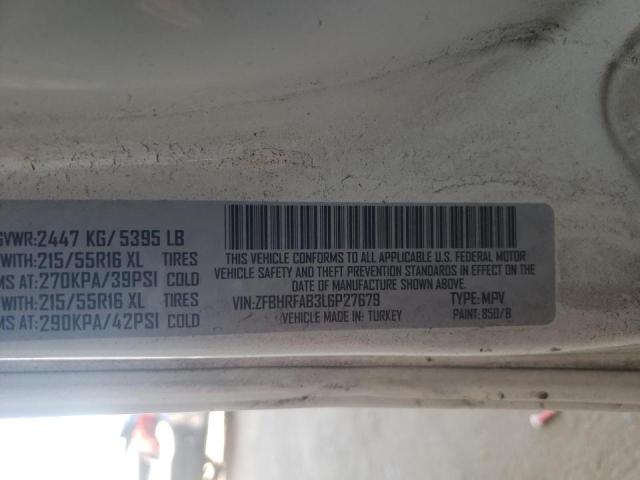 GVWR:2447 KG/ 5395 LB
WITH:215/55R16 XL TIRES
MS AT:270KPA/39PSI COLD
WITH:215/55R16 XL TIRES
MS AT:290KPA/42PSI COLD
THIS VEHICLE CONFORMS TO ALL APPLICABLE U.S. FEDERAL MOTOR
VEHICLE SAFETY AND THEFT PREVENTION STANDARDS IN EFFECT ON THE
DATE OF MANUFACTURE SHOWN ABOVE.
VIN:ZFBHRFAB3L6P27679 TYPE: MPV
VEHICLE MADE IN: TURKEY PAINT: 850/B